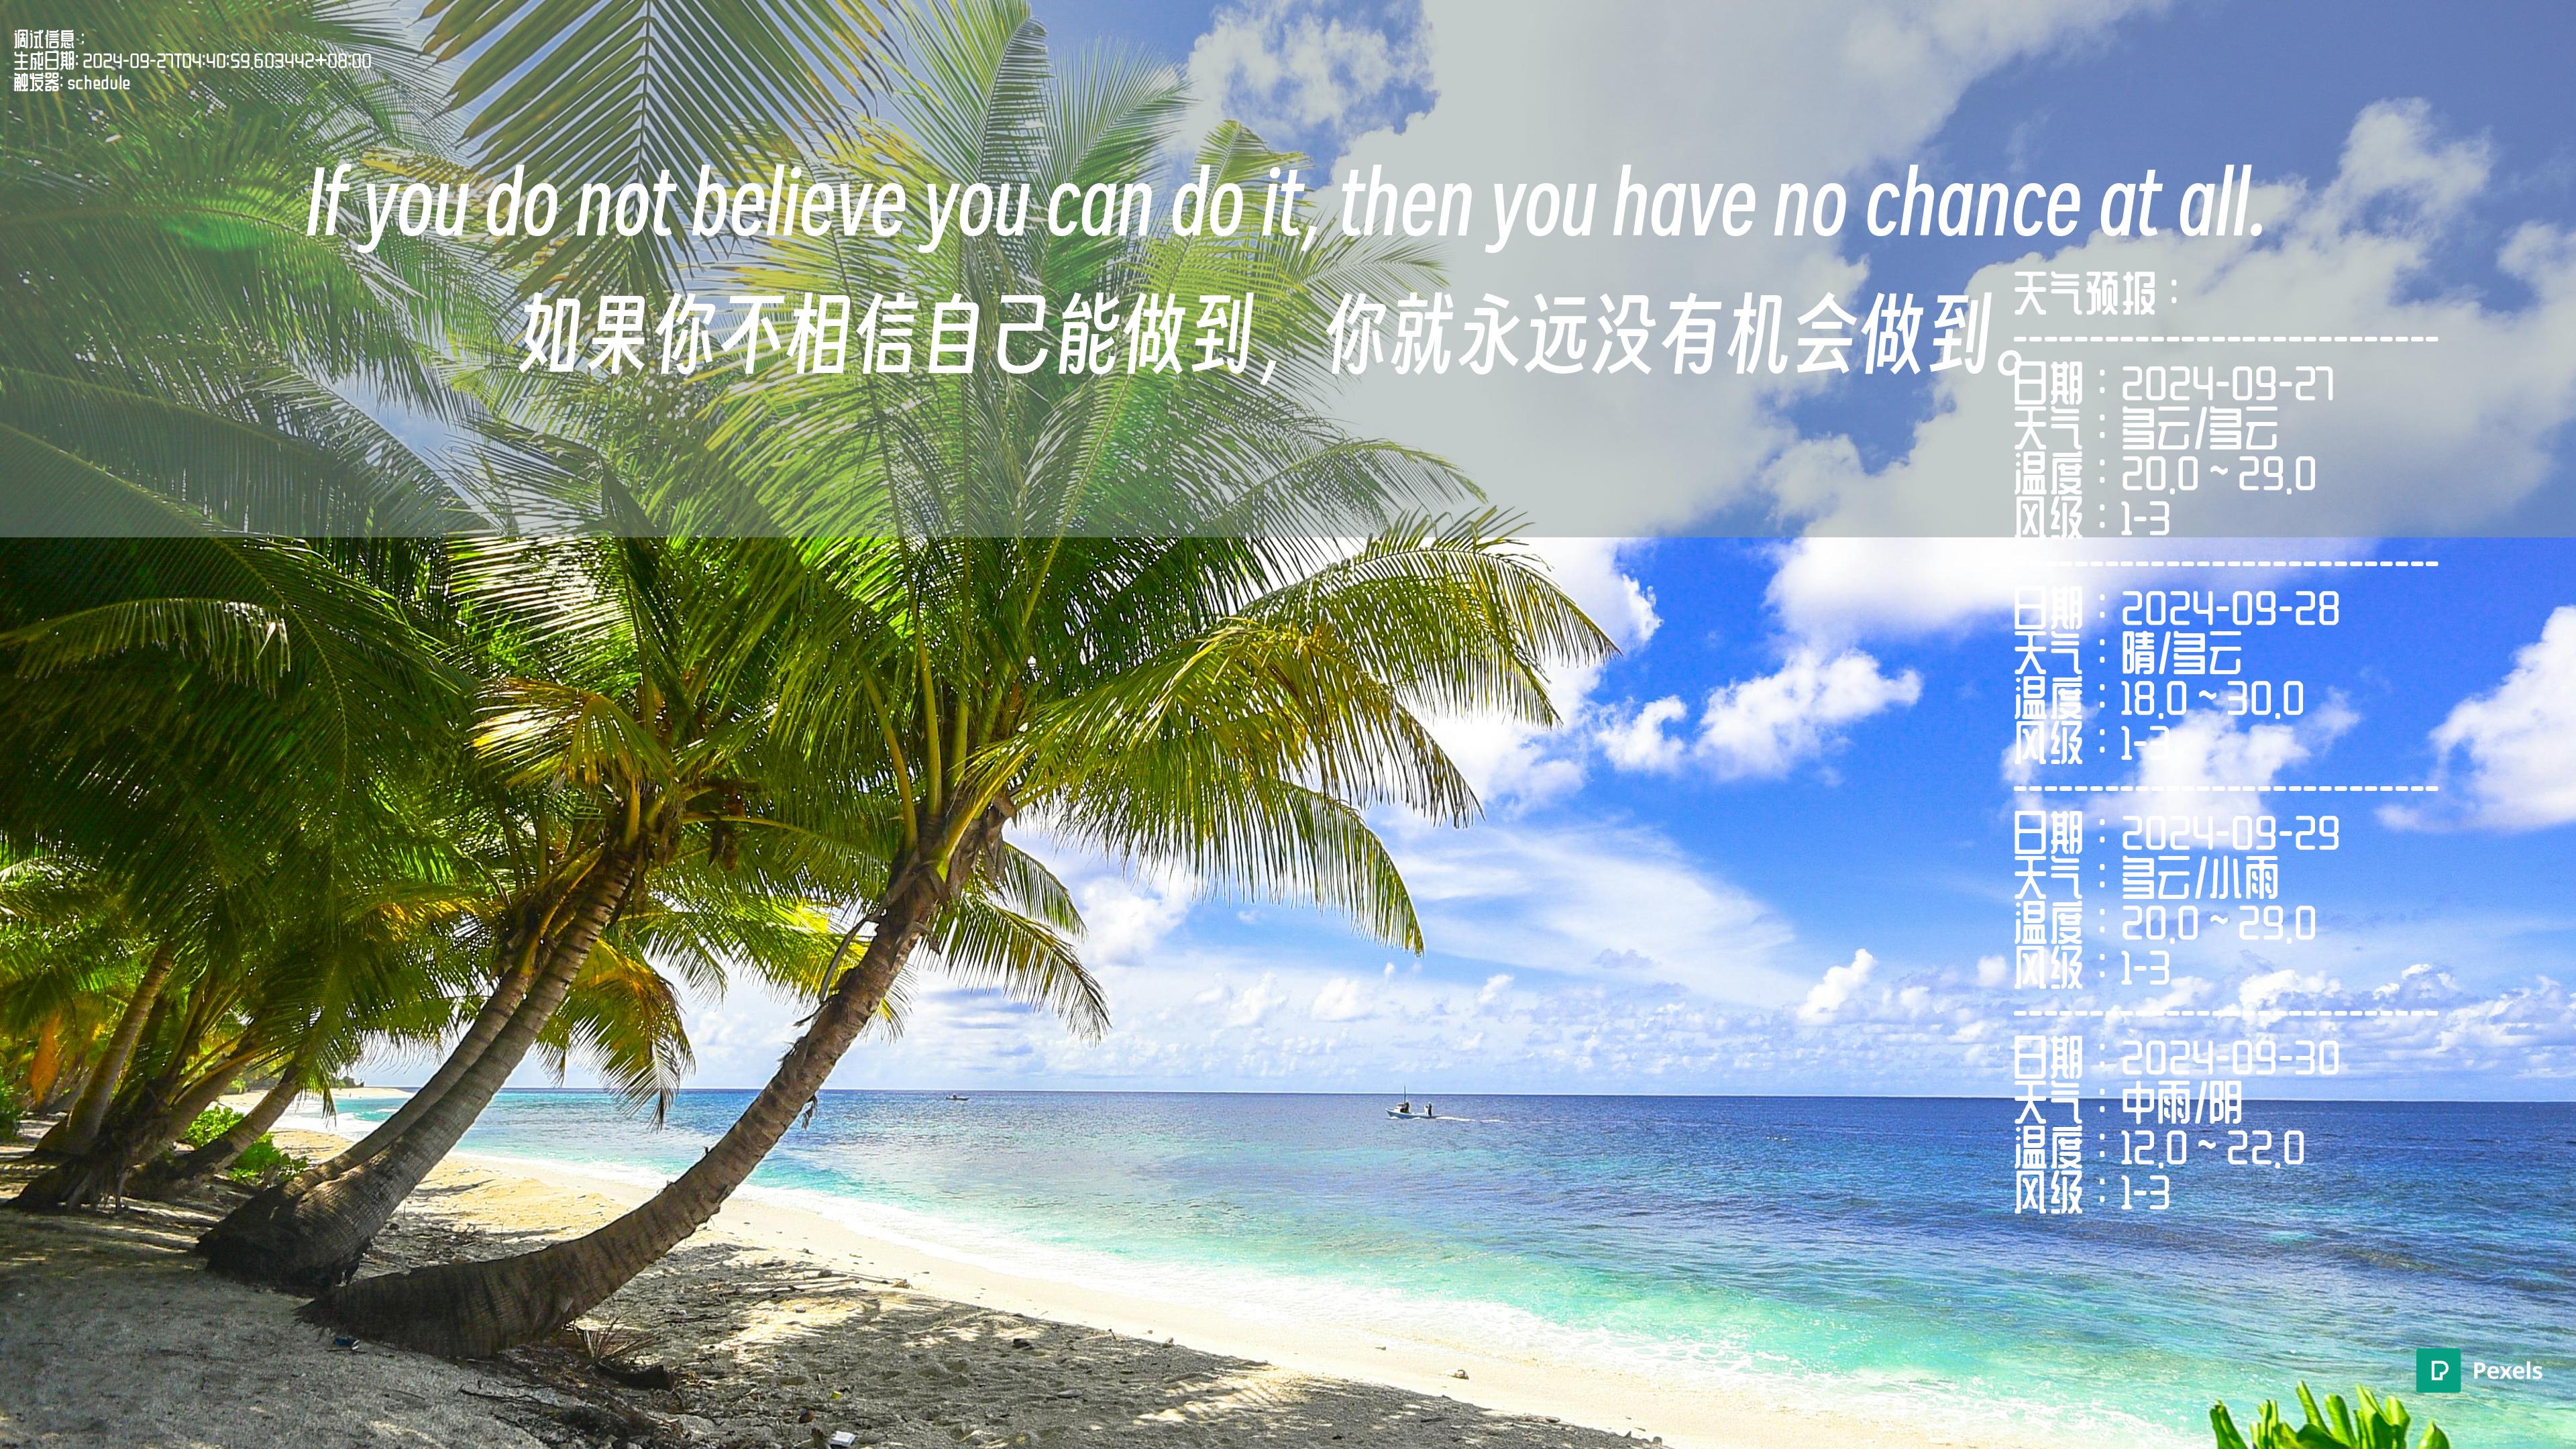 调试信息：
生成日期: 2024-09-27T04:40:59.603442+08:00
触发器: schedule
If you do not believe you can do it, then you have no chance at all.
如果你不相信自己能做到，你就永远没有机会做到。
天气预报：
------------------------------
日期：2024-09-27
天气：多云/多云
温度：20.0 ~ 29.0
风级：1-3
------------------------------
日期：2024-09-28
天气：晴/多云
温度：18.0 ~ 30.0
风级：1-3
------------------------------
日期：2024-09-29
天气：多云/小雨
温度：20.0 ~ 29.0
风级：1-3
------------------------------
日期：2024-09-30
天气：中雨/阴
温度：12.0 ~ 22.0
风级：1-3
Pexels